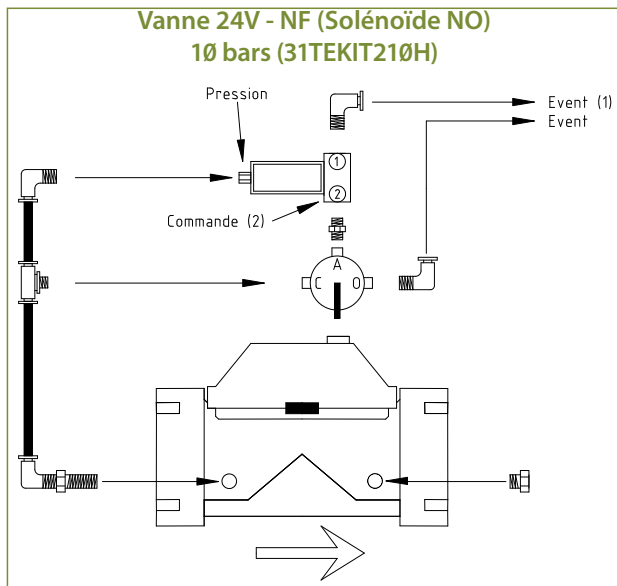 Vanne 24V - NF (Solénoïde NO)
1Ø bars (31TEKIT21ØH)
Pression
Event (1)
Event
1
2
Commande (2)
A
C O